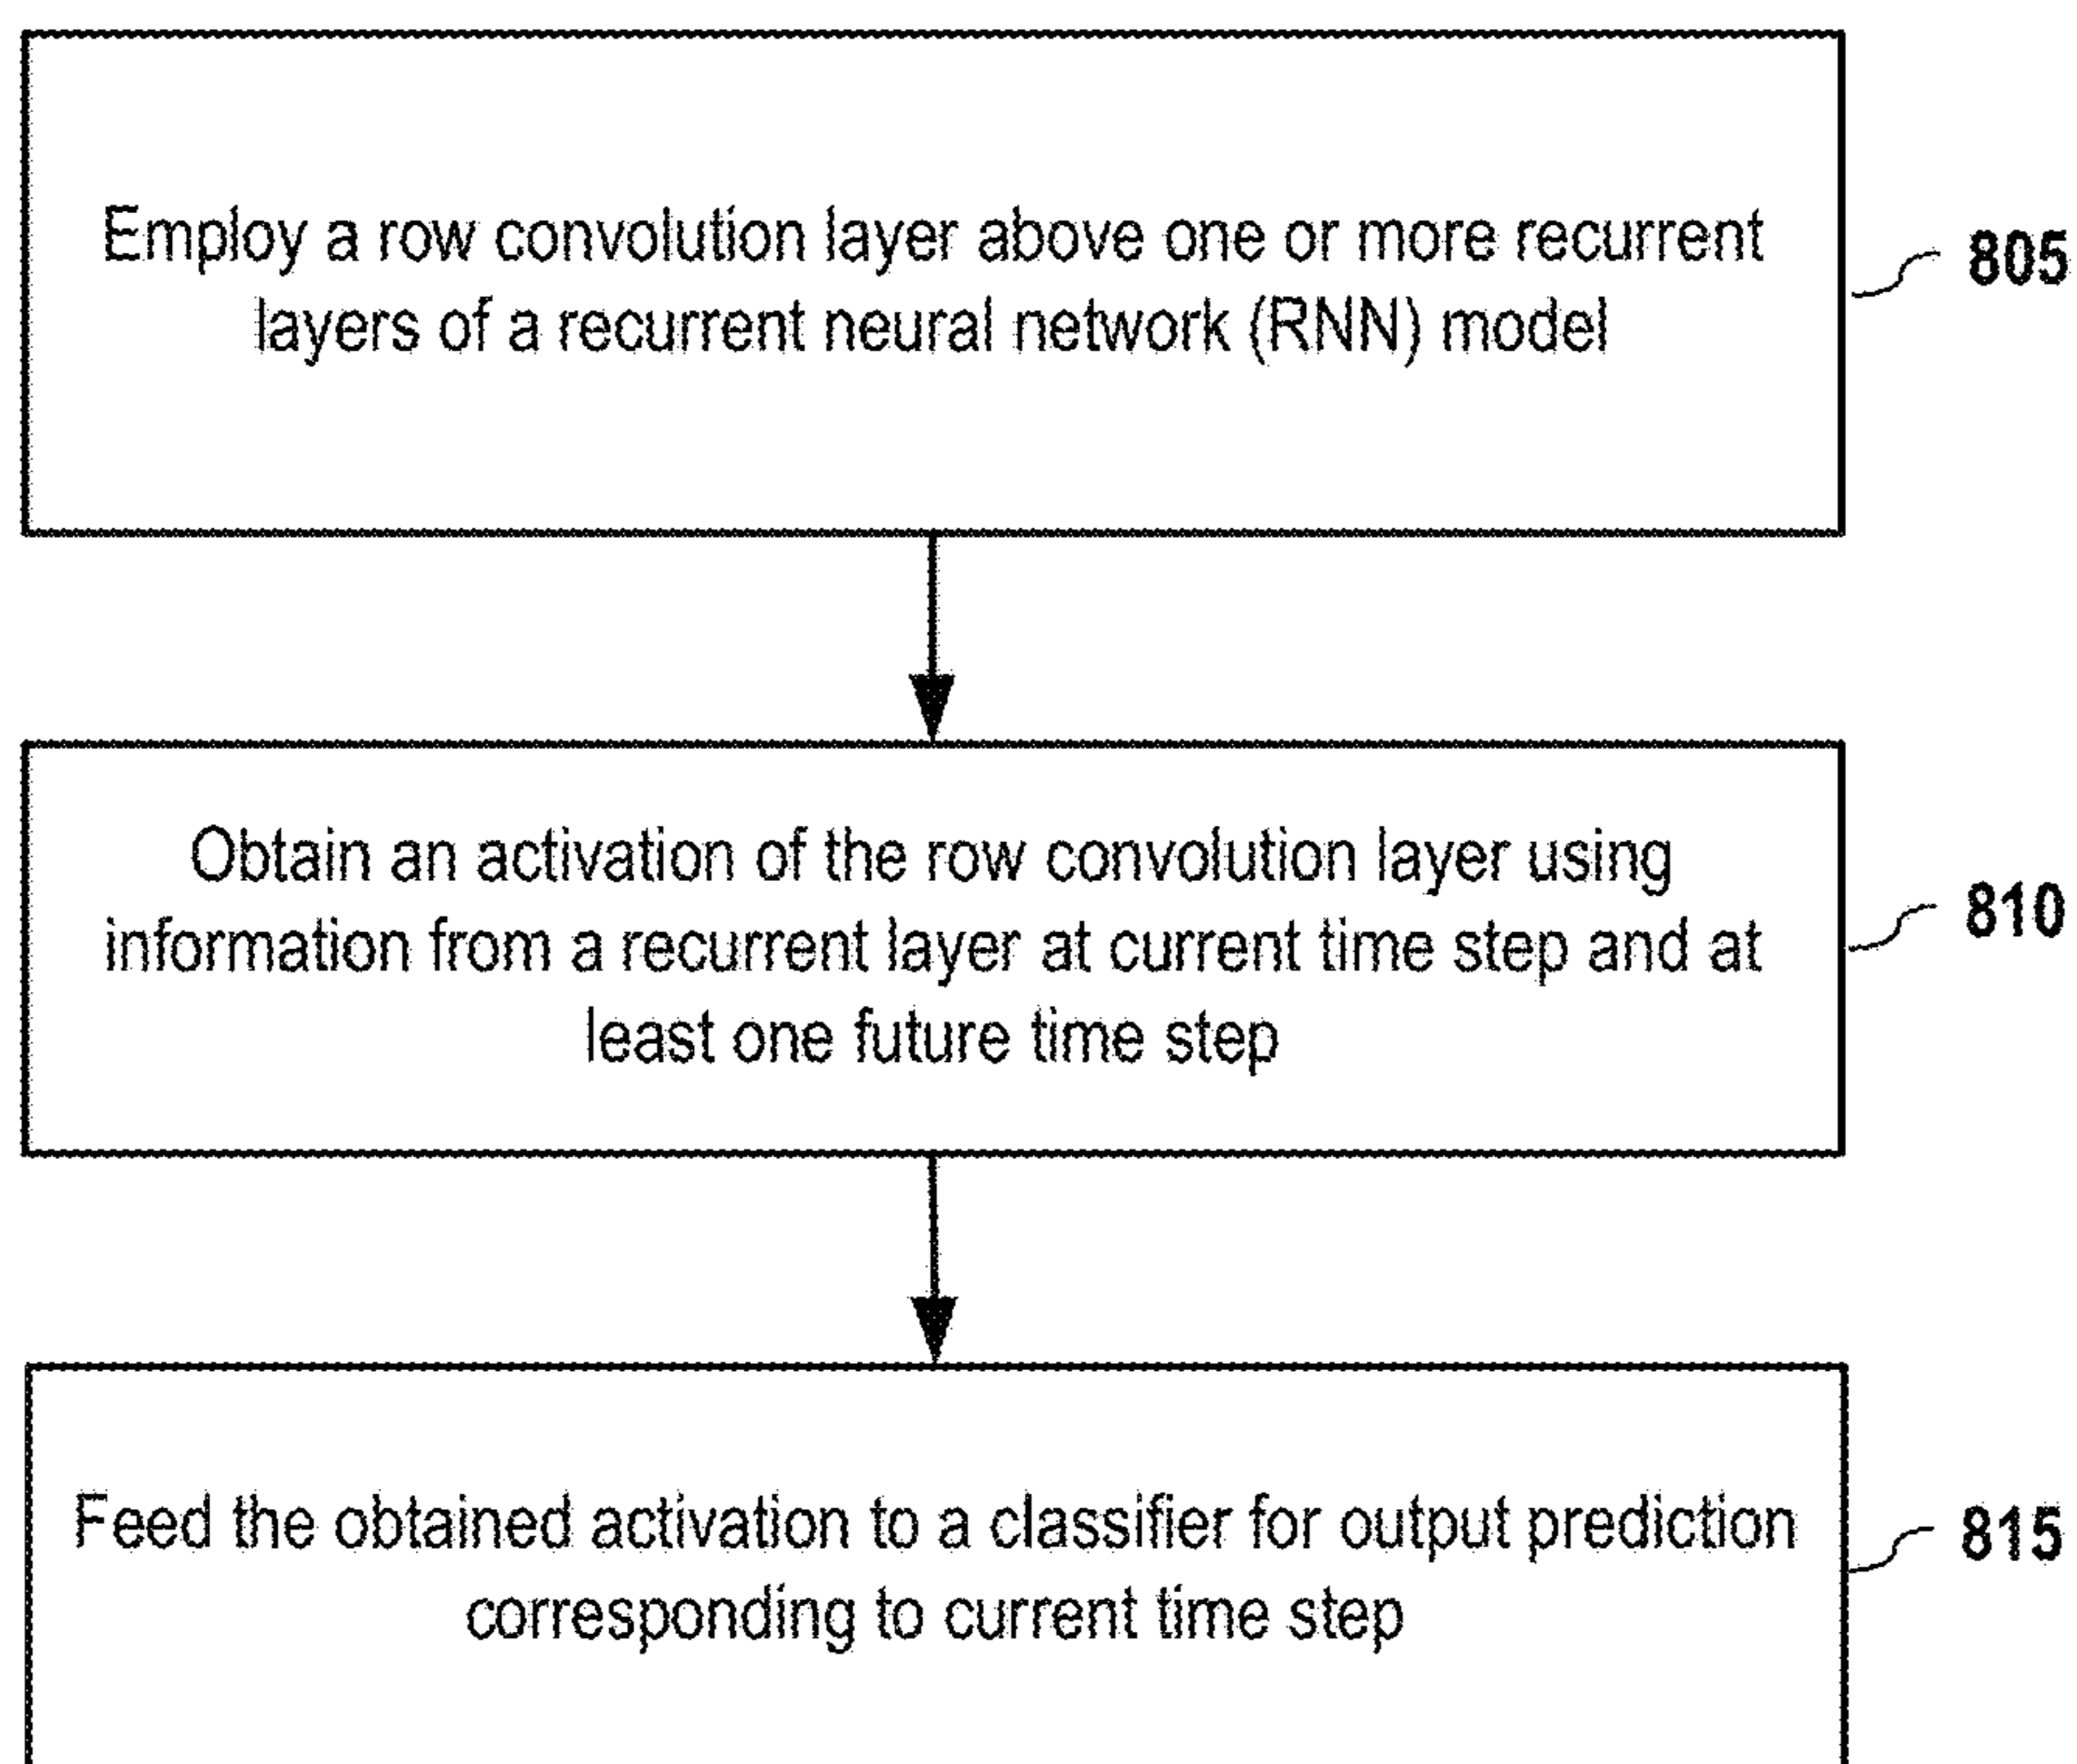 Employ a row convolution layer above one or more recurrent
layers of a recurrent neural network (RNN) model
805
Obtain an activation of the row convolution layer using
information from a recurrent layer at current time step and at
least one future time step
810
Feed the obtained activation to a classifier for output prediction
corresponding to current time step
815